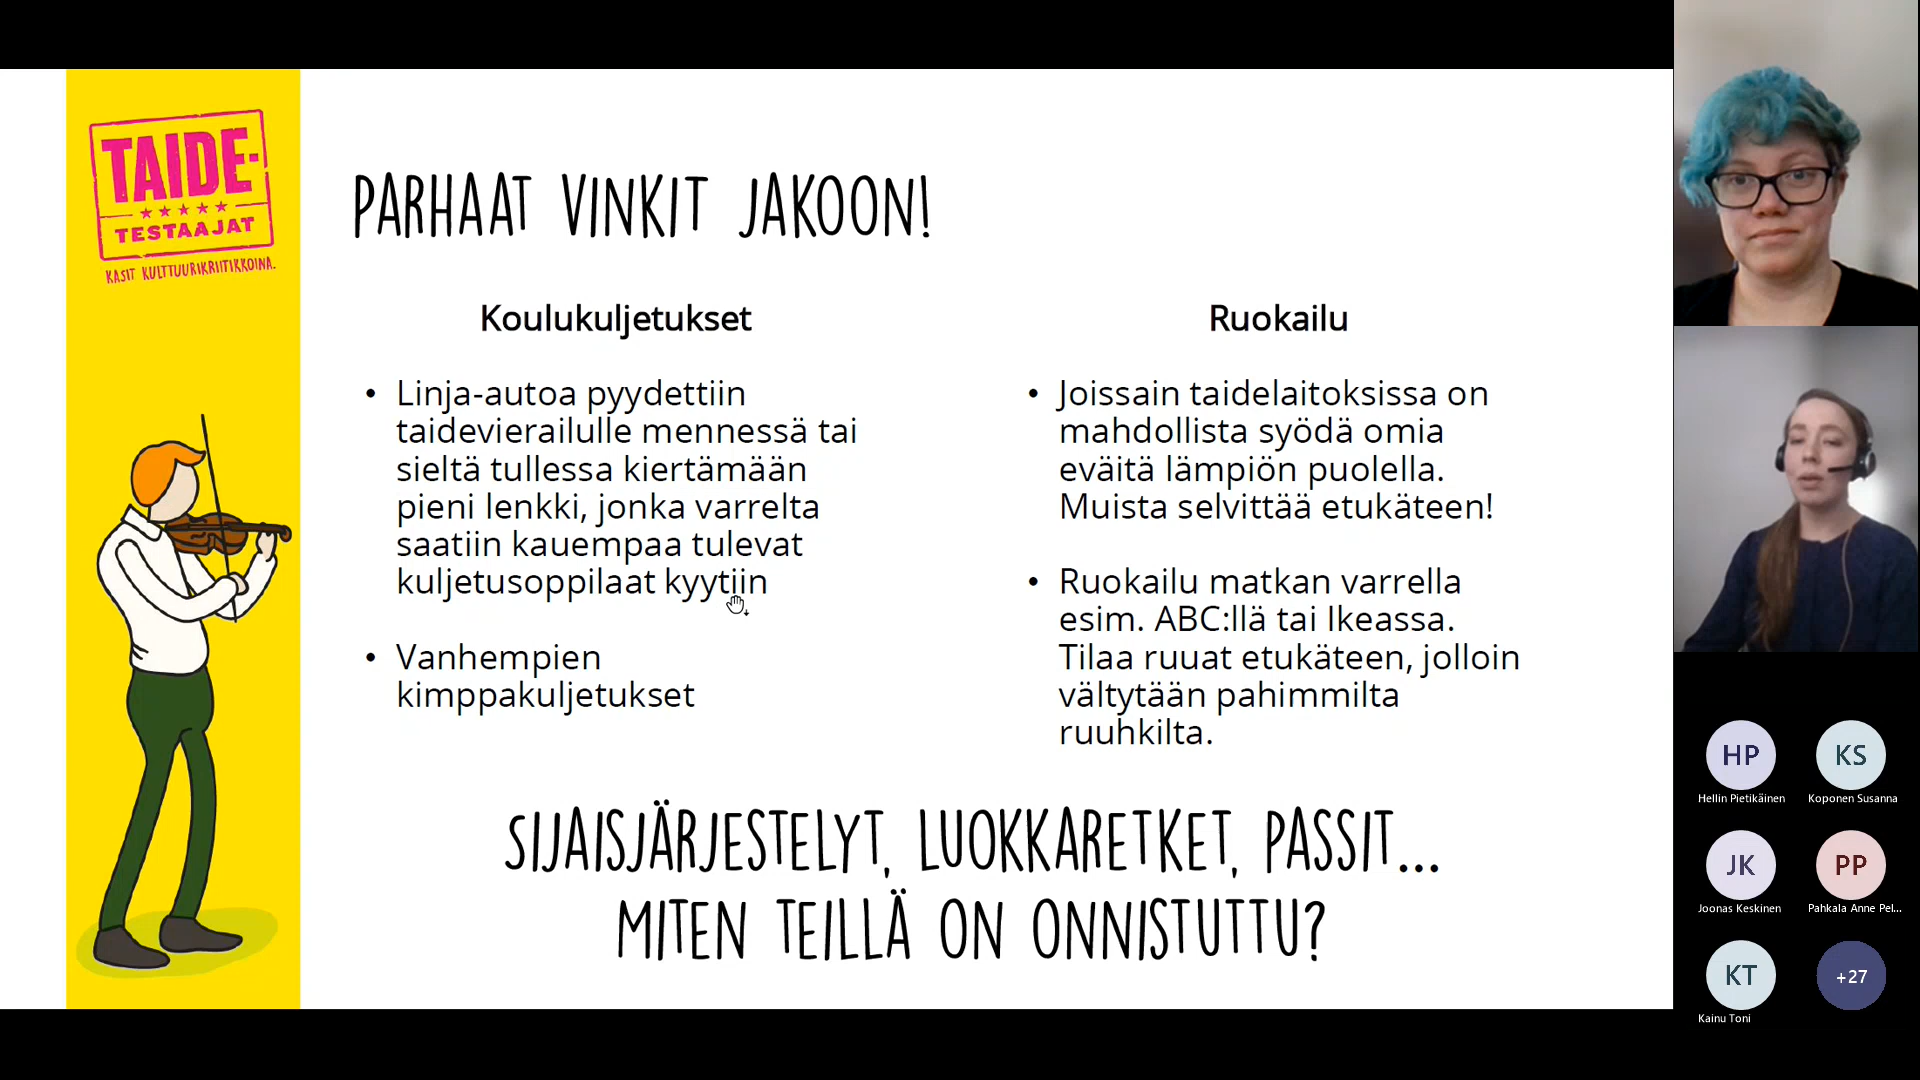 TAIDE-
TESTAAJAT
KASIT KULTTUURIKRIITIKKOINA.
PARHAAT VINKIT JAKOON!
Koulukuljetukset
• Linja-autoa pyydettiin
taidevierailulle mennessä tai
sieltä tullessa kiertämään
pieni lenkki, jonka varrelta
saatiin kauempaa tulevat
kuljetusoppilaat kyytiin
• Vanhempien
kimppakuljetukset
Ruokailu
• Joissain taidelaitoksissa on
mahdollista syödä omia
eväitä lämpiön puolella.
Muista selvittää etukäteen!
• Ruokailu matkan varrella
esim. ABC:llä tai Ikeassa.
Tilaa ruuat etukäteen, jolloin
vältytään pahimmilta
ruuhkilta.
SIJAISJÄRJESTELYT, LUOKKARETKET, PASSIT...
MITEN TEILLÄ ON ONNISTUTTU?
HP
Hellin Pietikäinen
KS
Koponen Susanna
JK
Joonas Keskinen
PP
Pahkala Anne Pel...
KT
Kainu Toni
+27